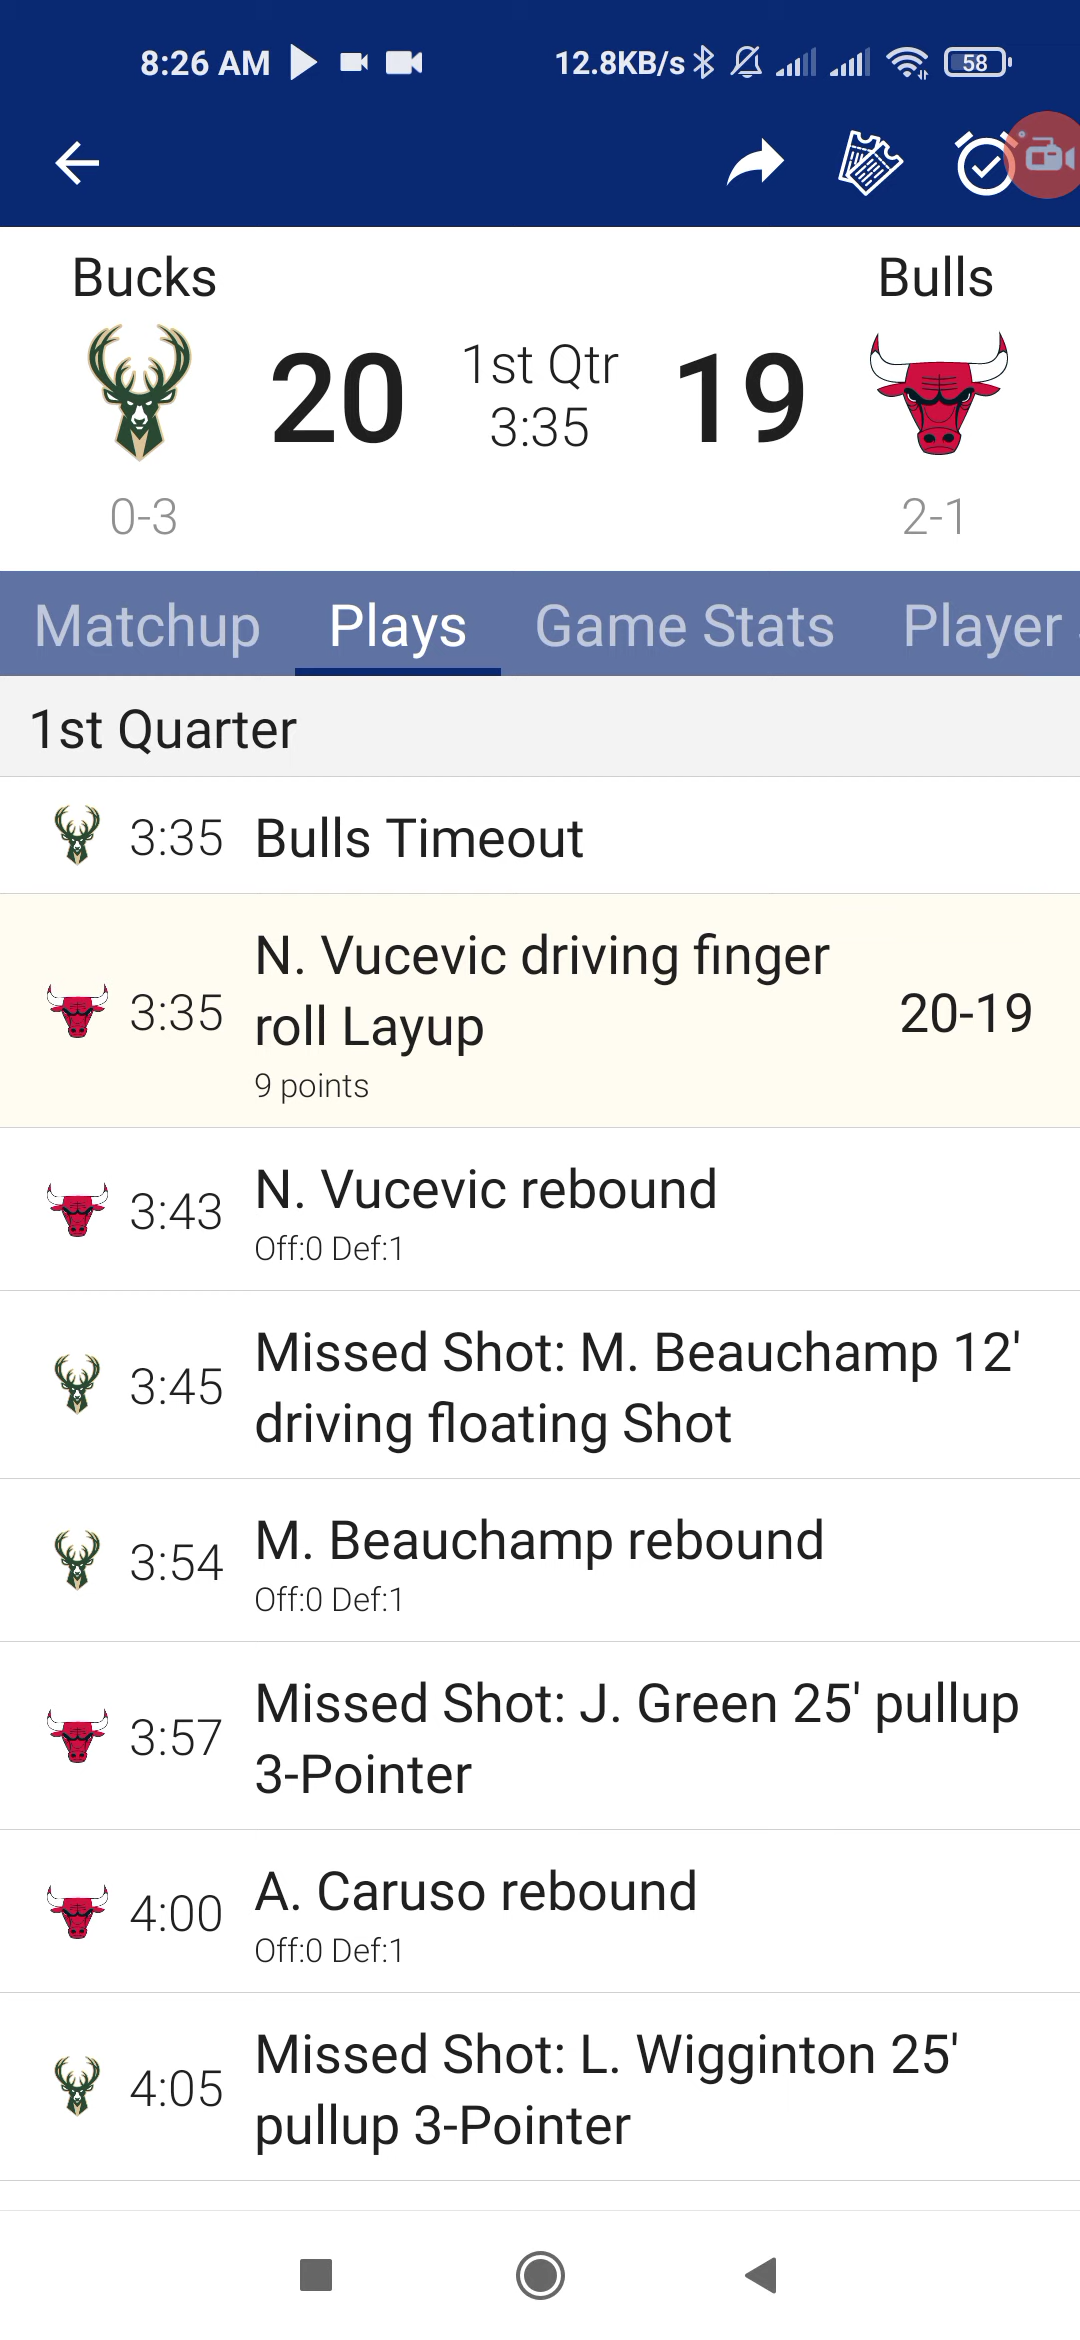 8:26 AM 12.8KB/s 58
Bucks Bulls
20 1st Qtr 19
3:35
0-3 2-1
Matchup Plays Game Stats Player
1st Quarter
3:35 Bulls Timeout
N. Vucevic driving finger
3:35 roll Layup 20-19
9 points
3:43 N. Vucevic rebound
Off:0 Def:1
Missed Shot: M. Beauchamp 12'
3:45 driving floating Shot
3:54 M. Beauchamp rebound
Off:0 Def:1
Missed Shot: J. Green 25' pullup
3:57 3-Pointer
4:00 A. Caruso rebound
Off:0 Def:1
Missed Shot: L. Wigginton 25'
4:05 pullup 3-Pointer